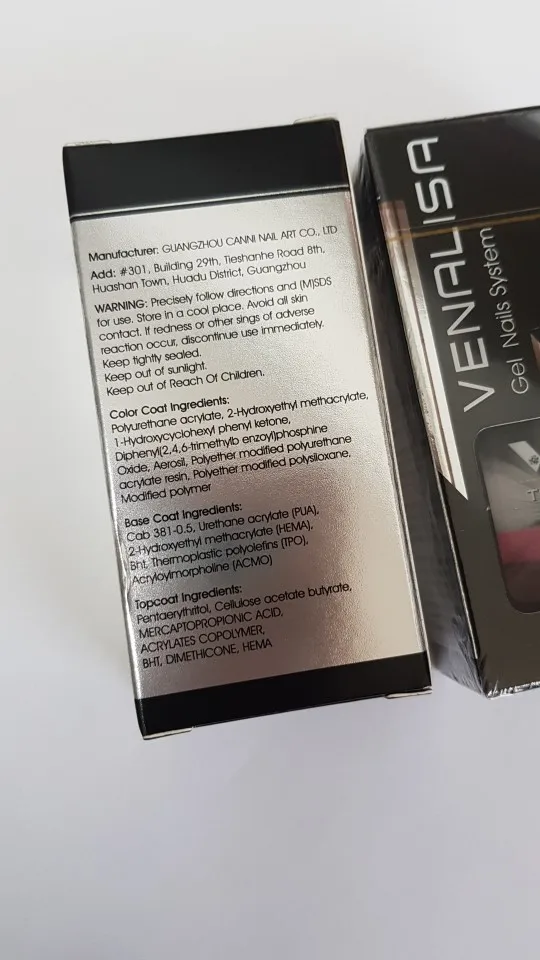 Manufacturer: GUANGZHOU CANNI NAIL ART CO., LTD
Add: #301, Building 29th, Tieshanhe Road 8th,
Huashan Town, Huadu District, Guangzhou
WARNING: Precisely follow directions and (M)SDS
for use. Store in a cool place. Avoid all skin
contact. If redness or other sings of adverse
reaction occur, discontinue use immediately.
Keep tightly sealed.
Keep out of sunlight.
Keep out of Reach Of Children.
Color Coat Ingredients:
Polyurethane acrylate, 2-Hydroxyethyl methacrylate,
1-Hydroxycyclohexyl phenyl ketone,
Diphenyl(2,4,6-trimethylb enzoyl)phosphine
Oxide, Aerosil, Polyether modified polyurethane
acrylate resin, Polyether modified polysiloxane,
Modified polymer
Base Coat Ingredients:
Cab 381-0.5, Urethane acrylate (PUA),
2-Hydroxyethyl methacrylate (HEMA),
Bht, Thermoplastic polyolefins (TPO),
Acryloylmorpholine (ACMO)
Topcoat Ingredients:
Pentaerythritol, Cellulose acetate butyrate,
MERCAPTOPROPIONIC ACID,
ACRYLATES COPOLYMER,
BHT, DIMETHICONE, HEMA
VENALISA
Gel Nails System